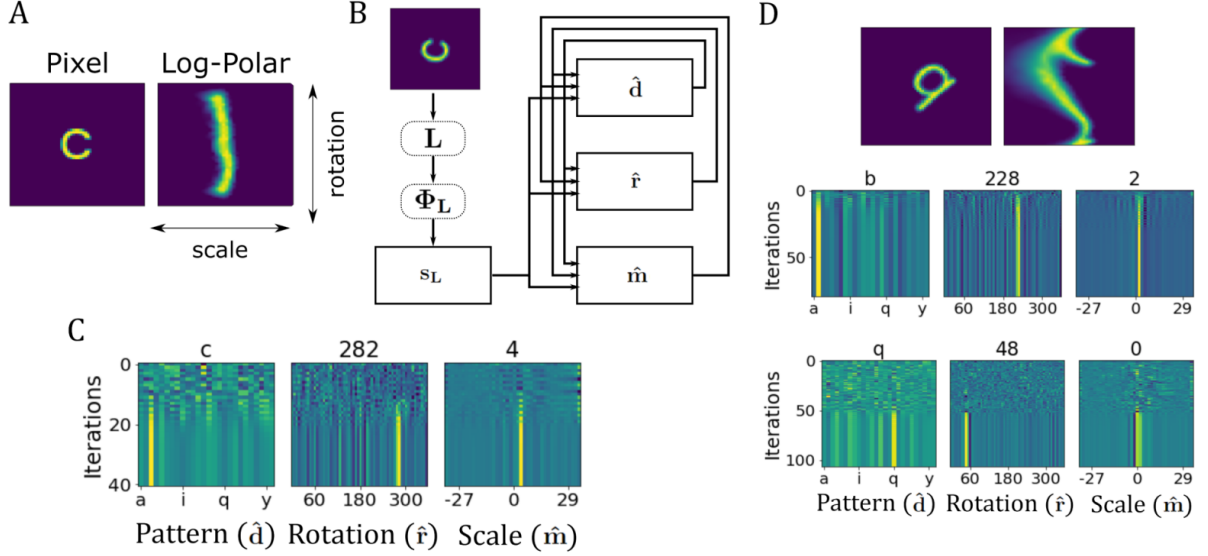 A
Pixel
Log-Polar
rotation
scale
B
L
Φ_L
s_L
d̂
r̂
m̂
C
c
282
4
Iterations
0
20
40
a i q y
60 180 300
-27 0 29
Pattern (d̂)
Rotation (r̂)
Scale (m̂)
D
b
228
2
Iterations
0
50
a i q y
60 180 300
-27 0 29
q
48
0
Iterations
0
50
100
a i q y
60 180 300
-27 0 29
Pattern (d̂)
Rotation (r̂)
Scale (m̂)